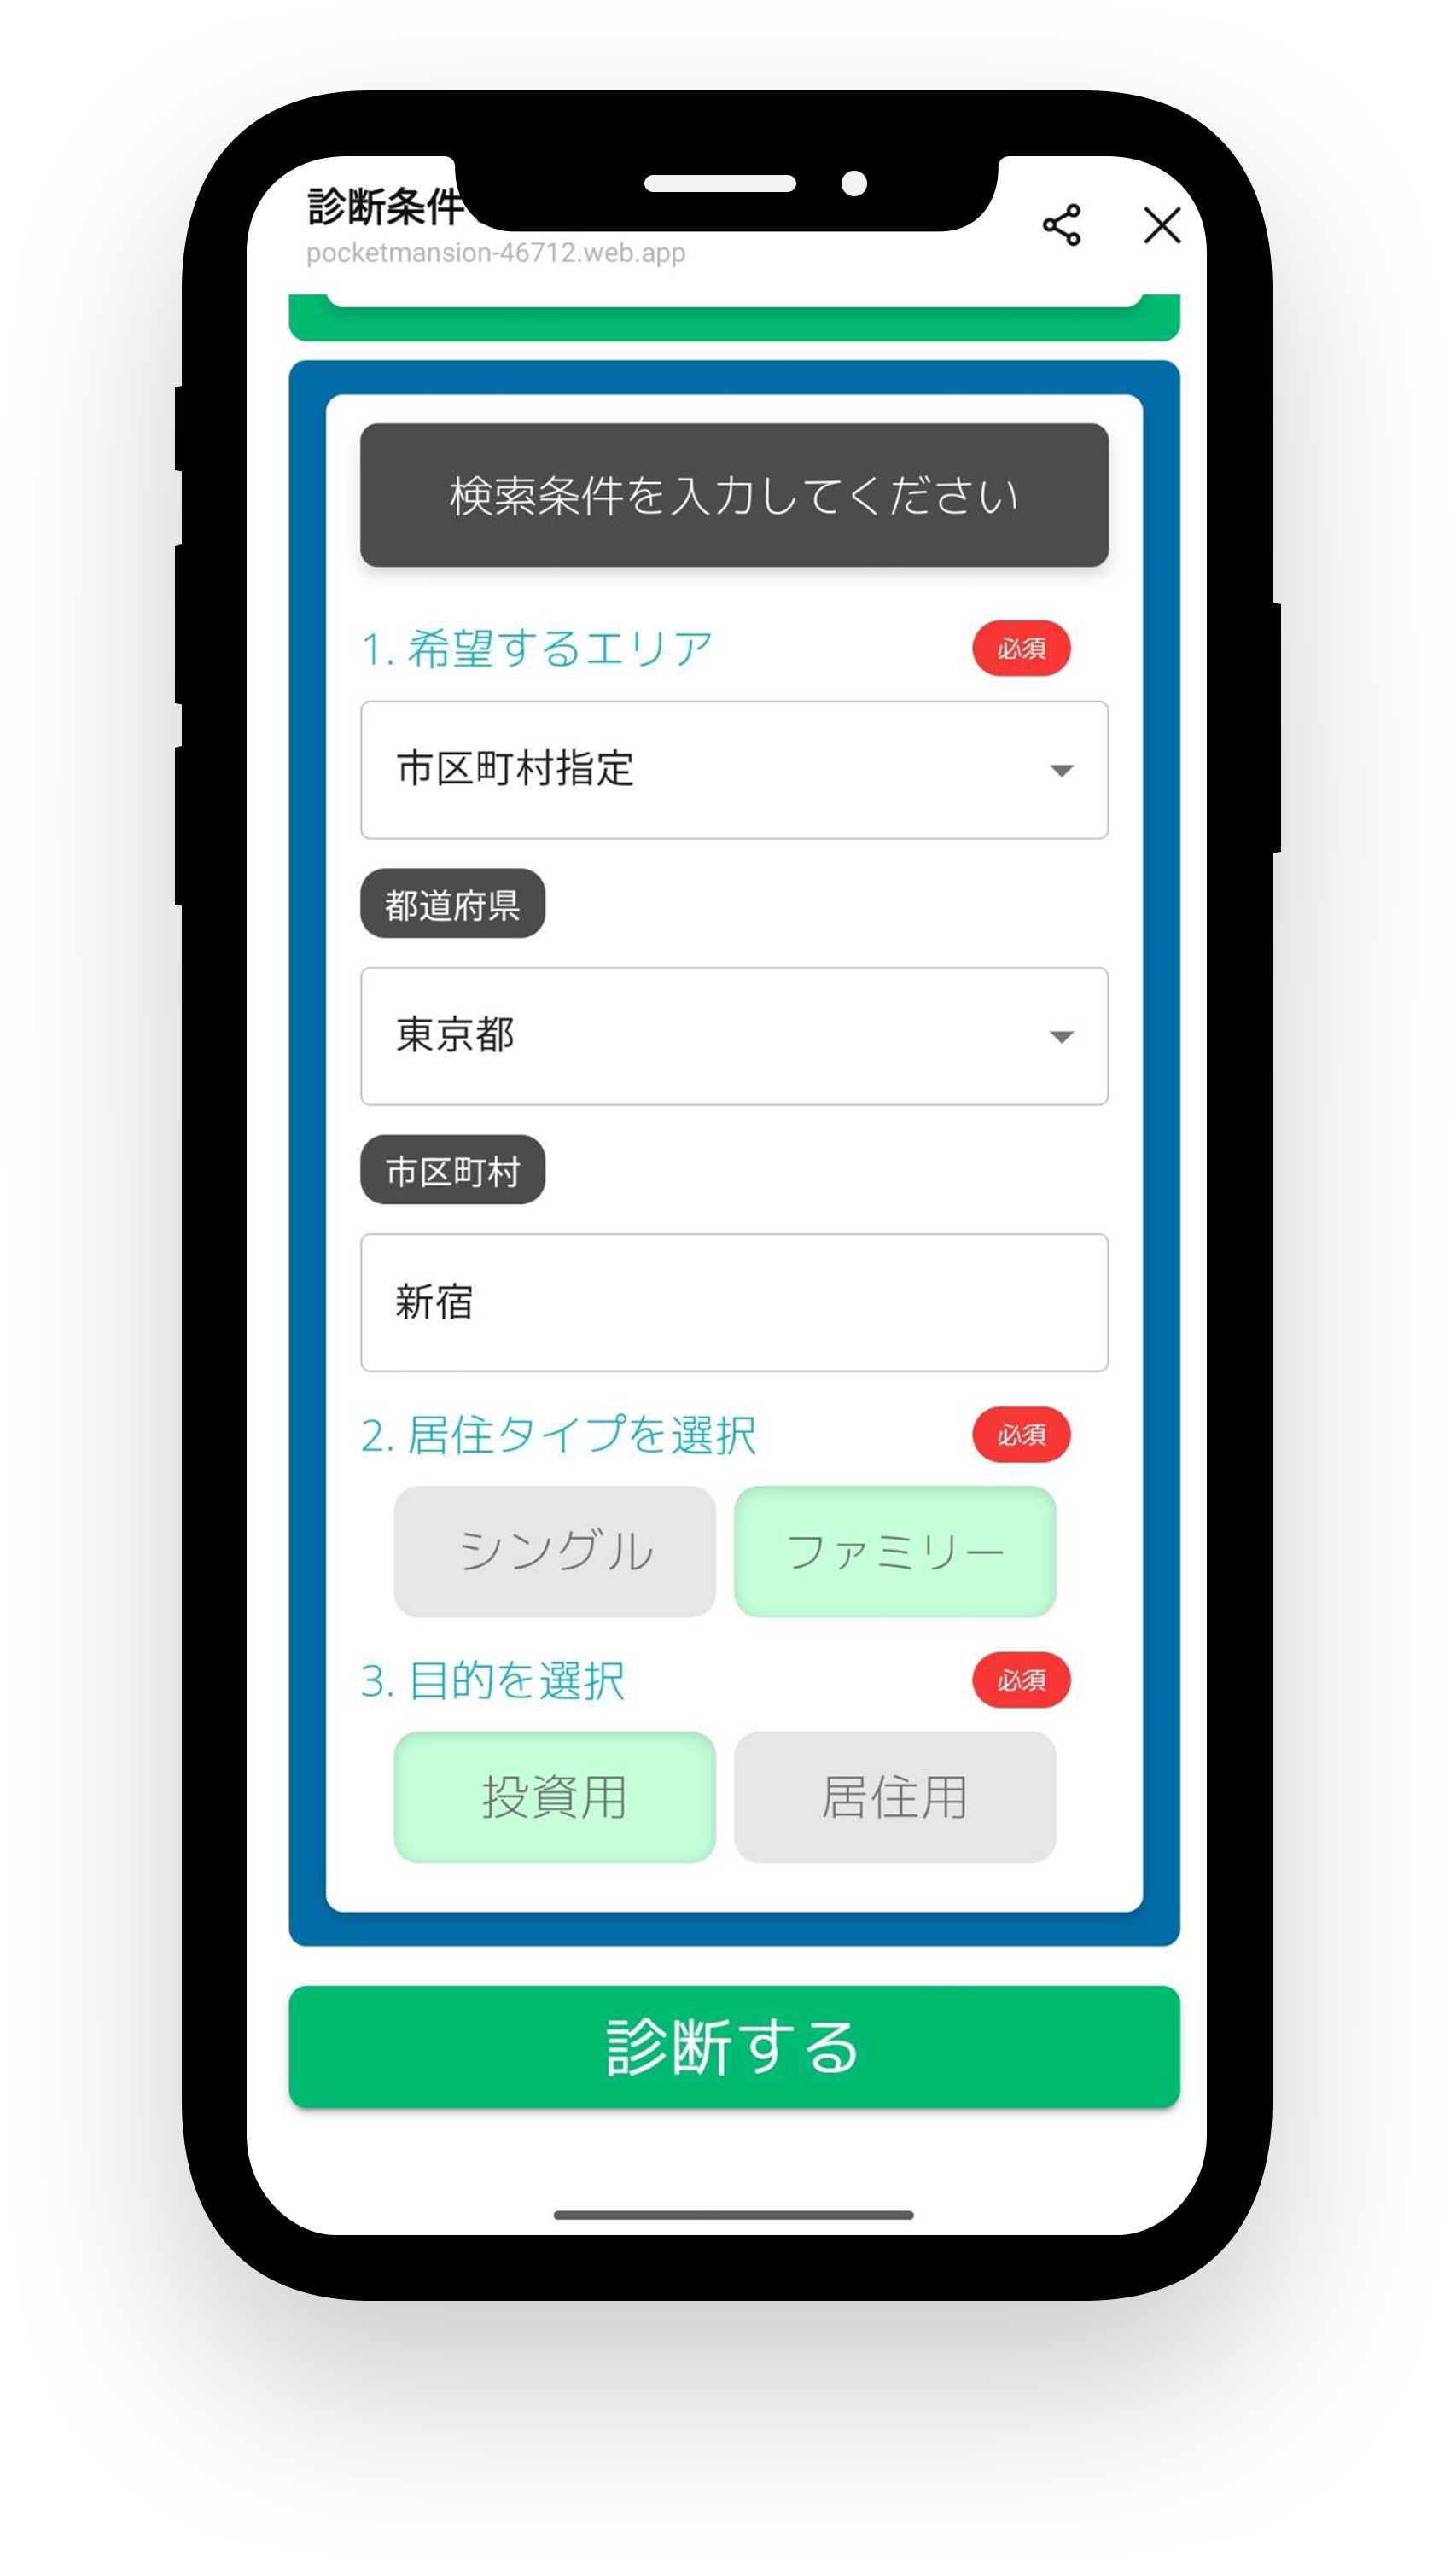 診断条件
pocketmansion-46712.web.app
検索条件を入力してください
1. 希望するエリア
必須
市区町村指定
都道府県
東京都
市区町村
新宿
2. 居住タイプを選択
必須
シングル
ファミリー
3. 目的を選択
必須
投資用
居住用
診断する